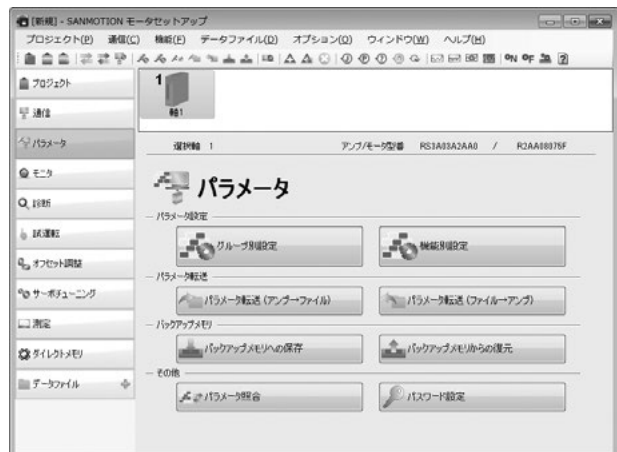 [新規] - SANMOTION モータセットアップ
プロジェクト(P) 通信(C) 機能(F) データファイル(D) オプション(O) ウィンドウ(W) ヘルプ(H)
ON OF
プロジェクト
通信
パラメータ
モニタ
診断
試運転
オフセット調整
サーボチューニング
測定
ダイレクトメモリ
データファイル
1
軸1
選択軸 1 アンプ/モータ型番 RS3A03A2AA0 / R2AA08075F
パラメータ
パラメータ設定
グループ別設定 機能別設定
パラメータ転送
パラメータ転送 (アンプ→ファイル) パラメータ転送 (ファイル→アンプ)
バックアップメモリ
バックアップメモリへの保存 バックアップメモリからの復元
その他
パラメータ照合 パスワード設定